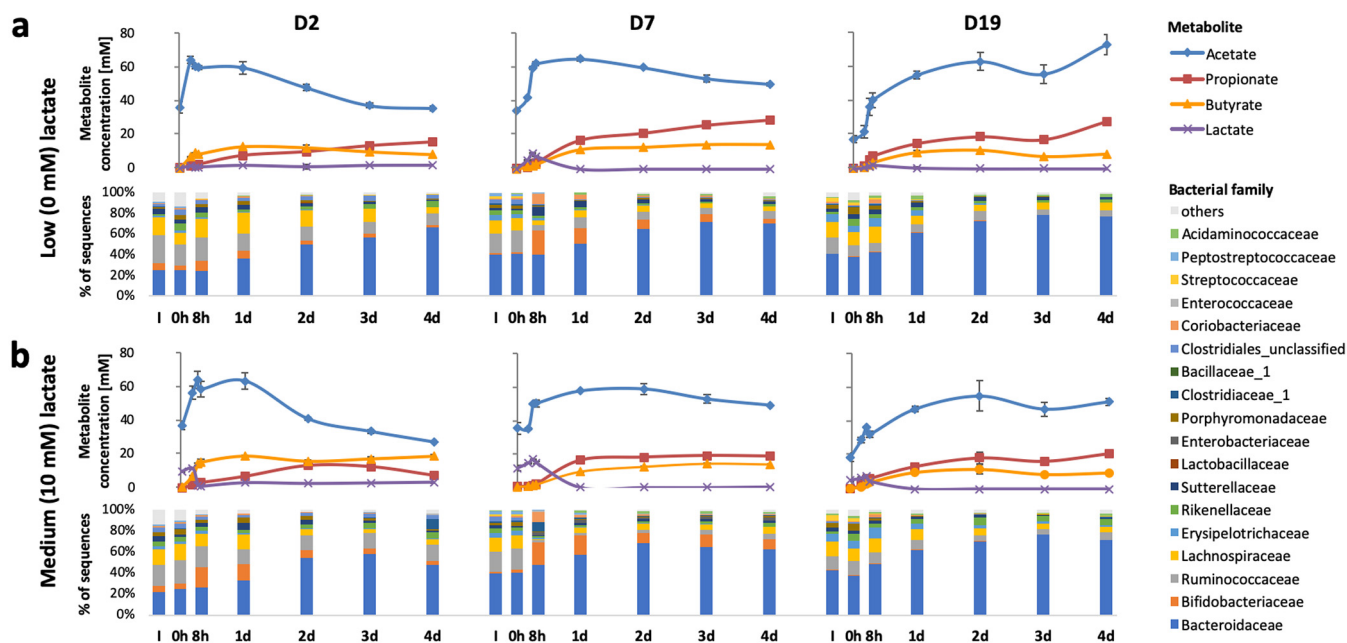 a
D2
D7
D19
Low (0 mM) lactate
Metabolite
concentration [mM]
80
60
40
20
0
% of sequences
100%
80%
60%
40%
20%
0%
I 0h 8h 1d 2d 3d 4d
I 0h 8h 1d 2d 3d 4d
I 0h 8h 1d 2d 3d 4d
b
Medium (10 mM) lactate
Metabolite
concentration [mM]
80
60
40
20
0
% of sequences
100%
80%
60%
40%
20%
0%
I 0h 8h 1d 2d 3d 4d
I 0h 8h 1d 2d 3d 4d
I 0h 8h 1d 2d 3d 4d
Metabolite
Acetate
Propionate
Butyrate
Lactate
Bacterial family
others
Acidaminococcaceae
Peptostreptococcaceae
Streptococcaceae
Enterococcaceae
Coriobacteriaceae
Clostridiales_unclassified
Bacillaceae_1
Clostridiaceae_1
Porphyromonadaceae
Enterobacteriaceae
Lactobacillaceae
Sutterellaceae
Rikenellaceae
Erysipelotrichaceae
Lachnospiraceae
Ruminococcaceae
Bifidobacteriaceae
Bacteroidaceae